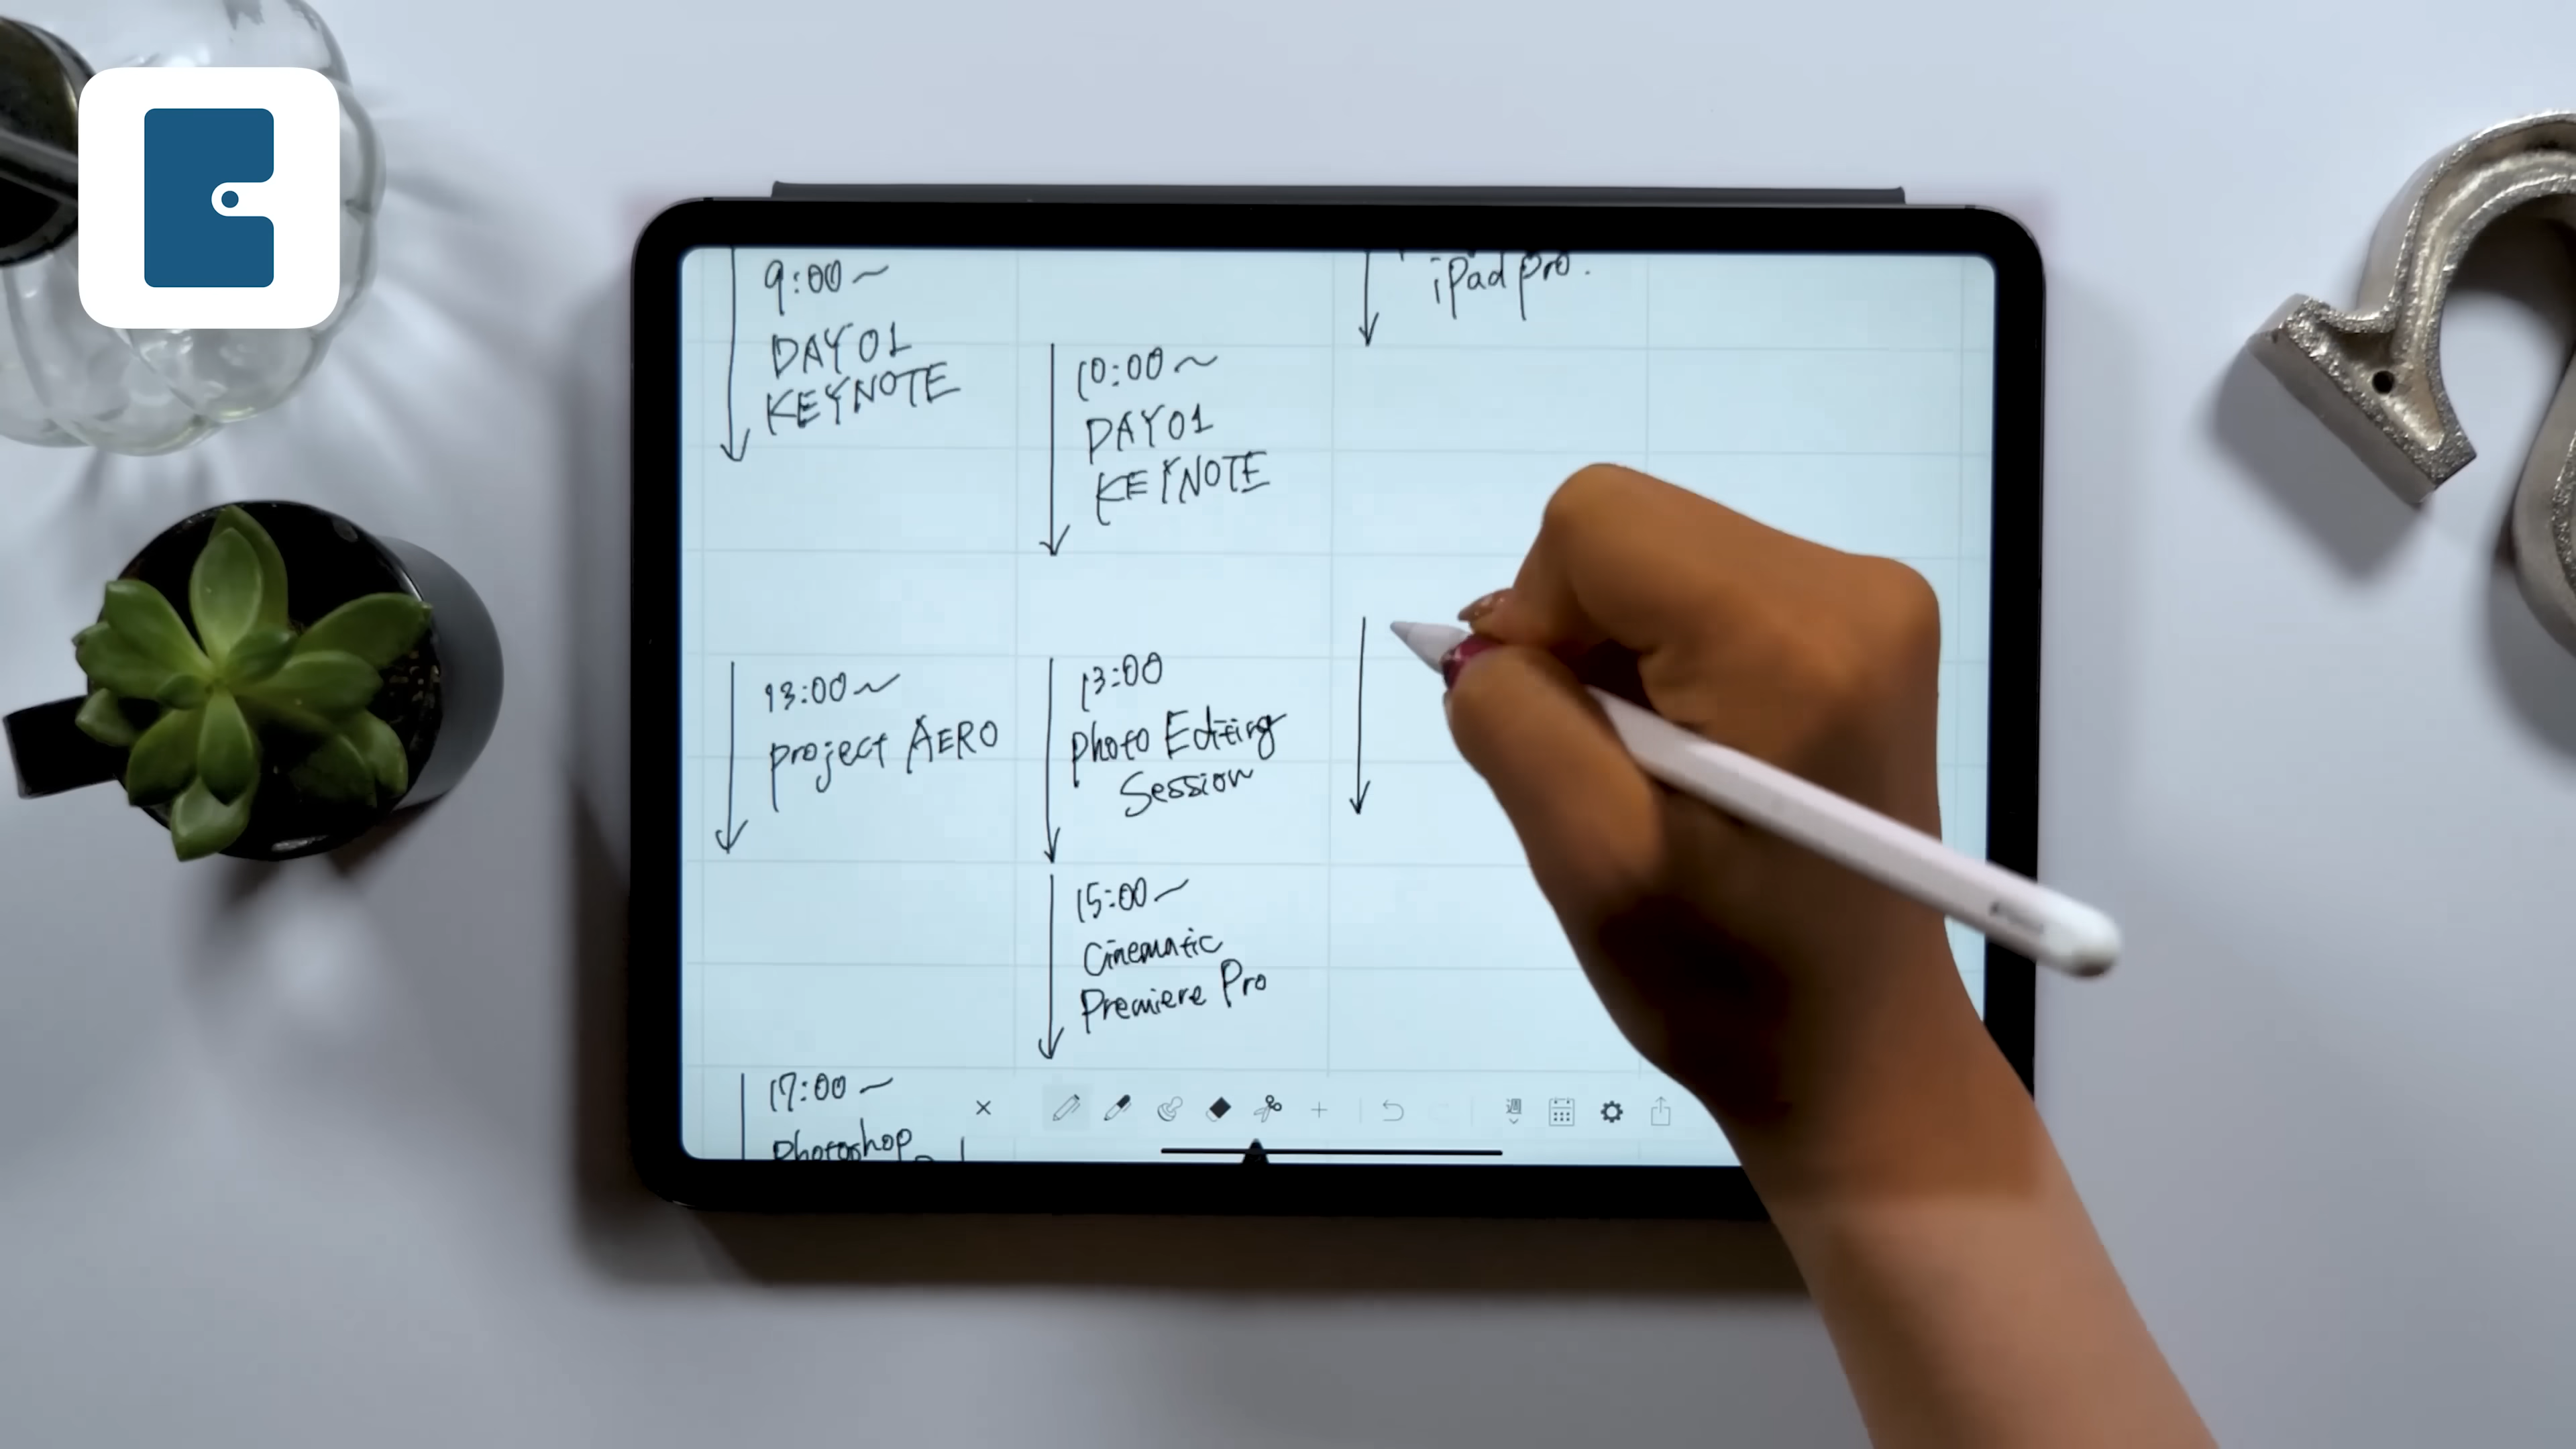 9:00〜
DAY01
KEYNOTE
13:00〜
project AERO
17:00〜
Photoshop
10:00〜
DAY01
KEYNOTE
13:00
photo Editing
Session
15:00〜
Cinematic
Premiere Pro
iPad pro.
週